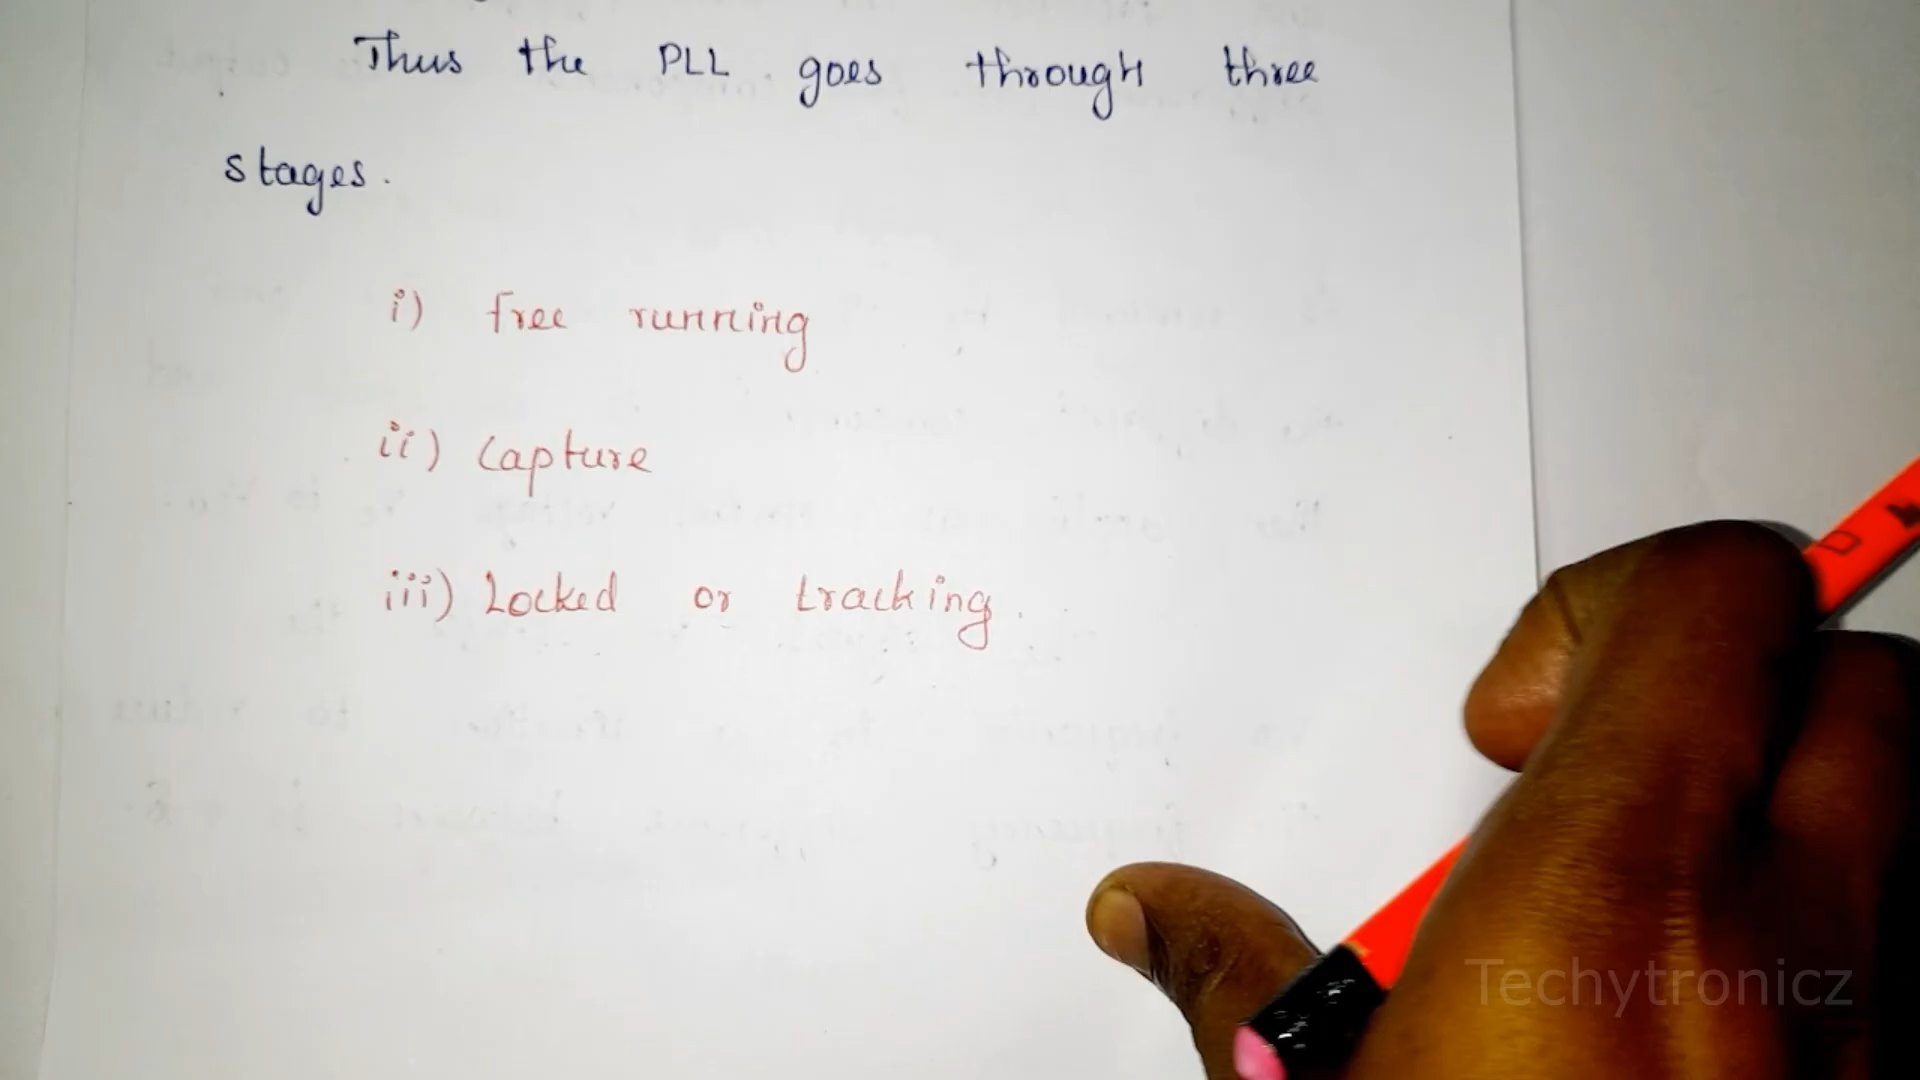 Thus the PLL goes through three
stages.
i) free running
ii) Capture
iii) Locked or tracking.
Techytronicz